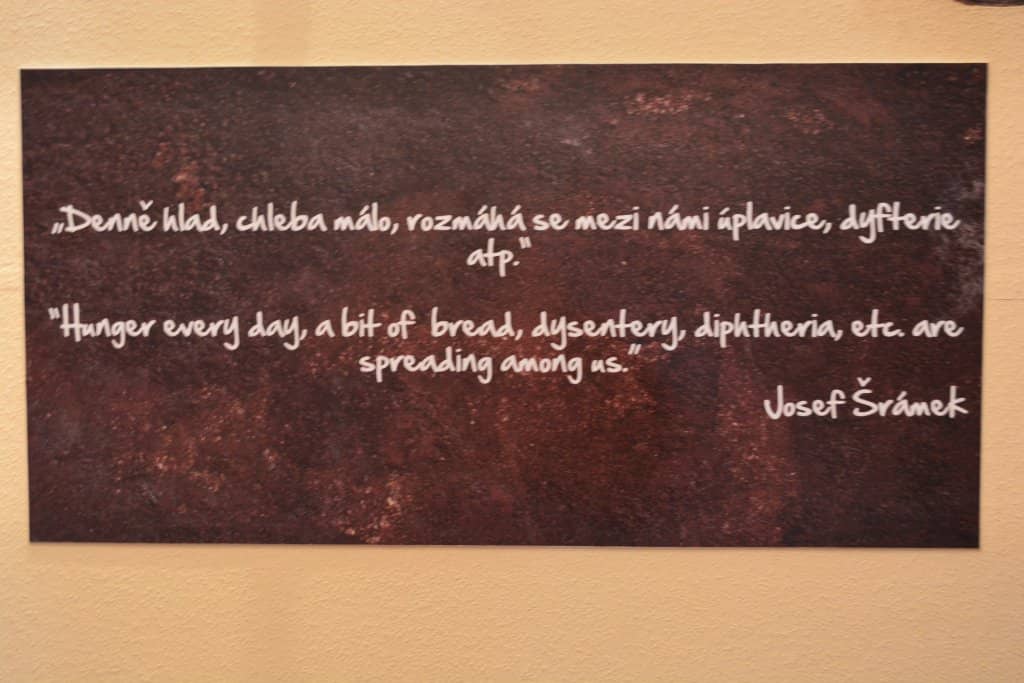 „Denně hlad, chleba málo, rozmáhá se mezi námi úplavice, dyfterie
atp."
"Hunger every day, a bit of bread, dysentery, diphtheria, etc. are
spreading among us."
Josef Šrámek